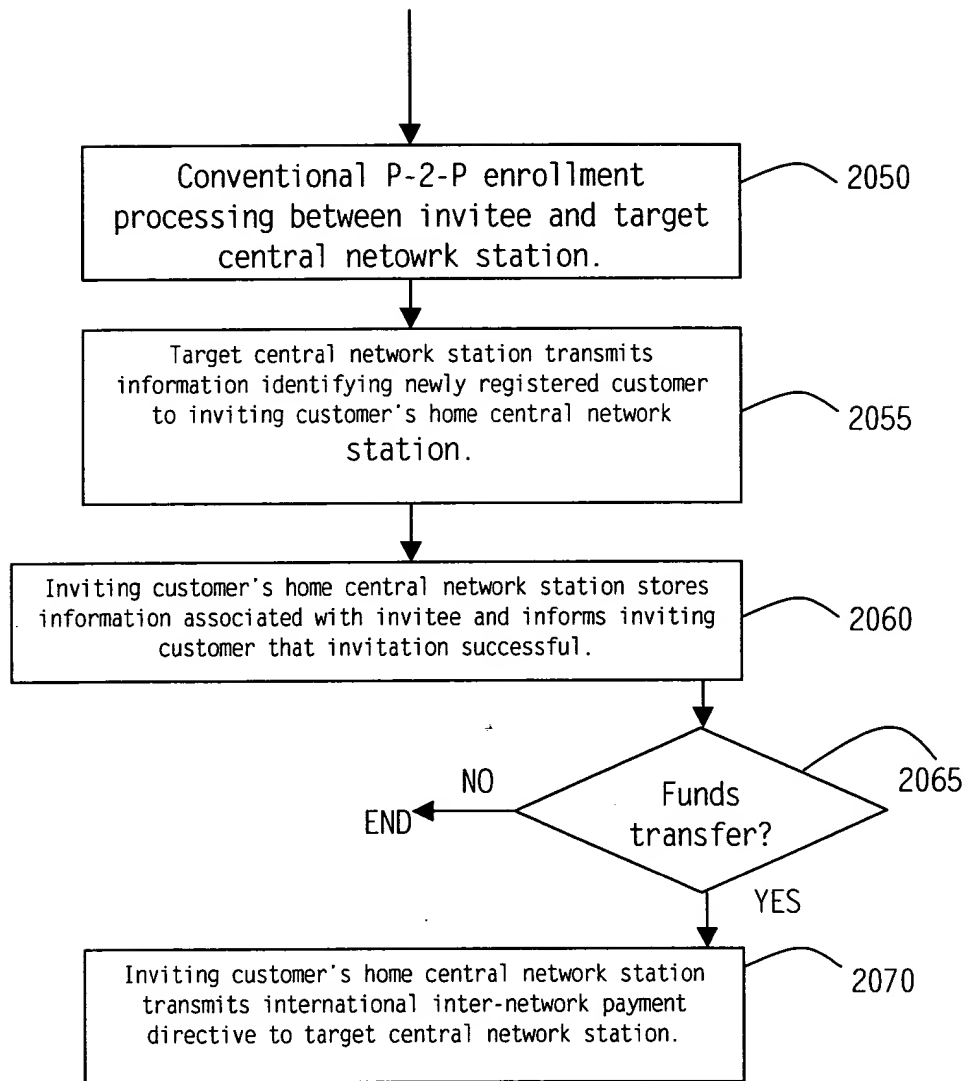 Conventional P-2-P enrollment
processing between invitee and target
central netowrk station.
2050
Target central network station transmits
information identifying newly registered customer
to inviting customer's home central network
station.
2055
Inviting customer's home central network station stores
information associated with invitee and informs inviting
customer that invitation successful.
2060
Funds
transfer?
2065
NO
END
YES
Inviting customer's home central network station
transmits international inter-network payment
directive to target central network station.
2070